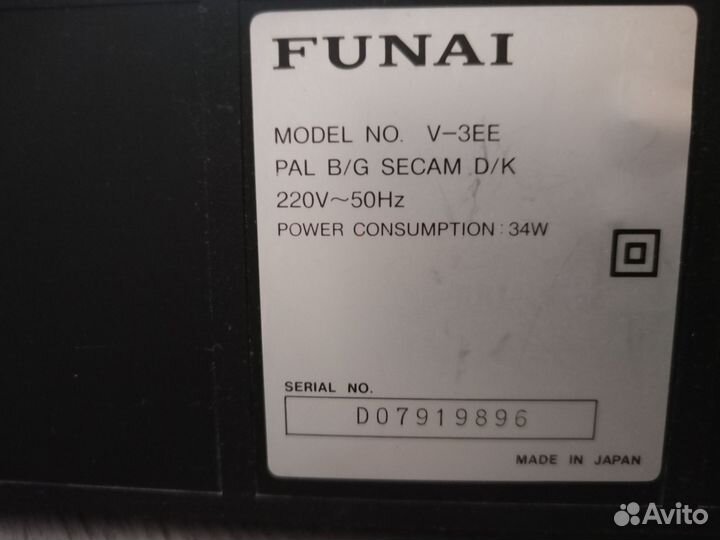 FUNAI
MODEL NO. V-3EE
PAL B/G SECAM D/K
220V~50Hz
POWER CONSUMPTION : 34W
SERIAL NO.
D07919896
MADE IN JAPAN
Avito